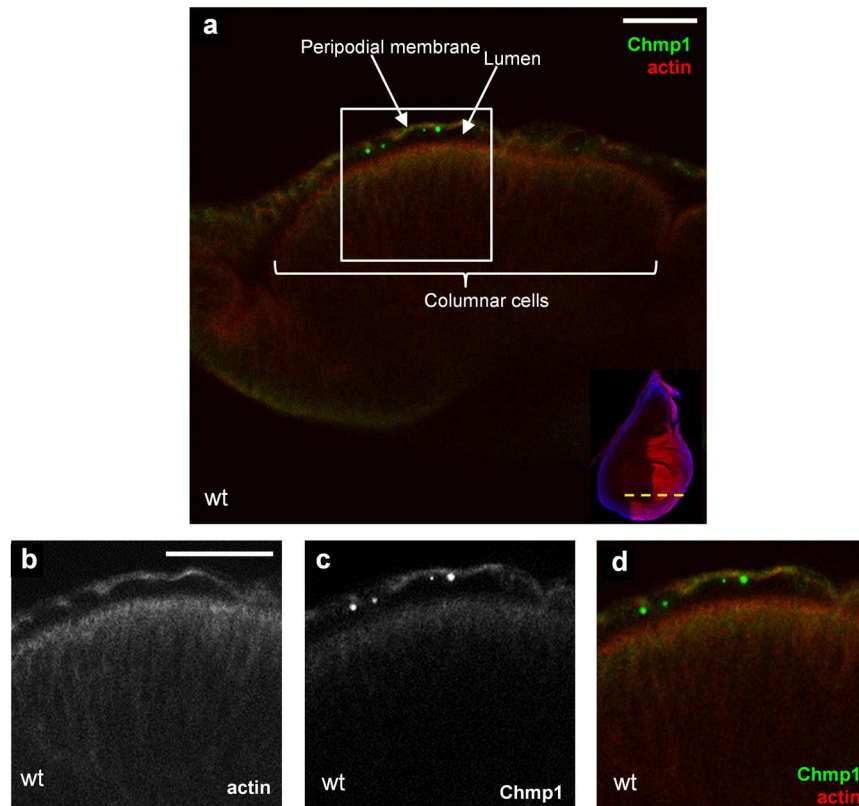 a
Chmp1
actin
Peripodial membrane
Lumen
Columnar cells
wt
b
wt
actin
c
wt
Chmp1
d
wt
Chmp1
actin